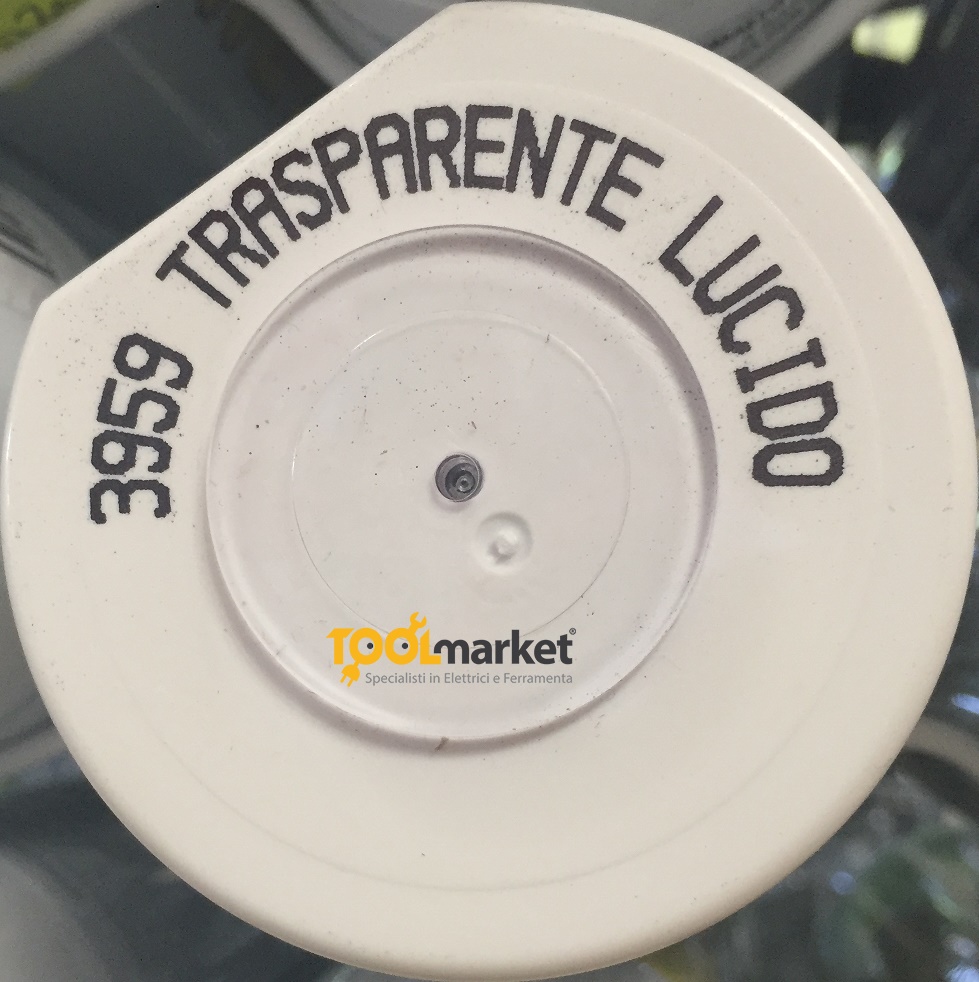 3959 TRASPARENTE LUCIDO
TOOLmarket®
Specialisti in Elettrici e Ferramenta